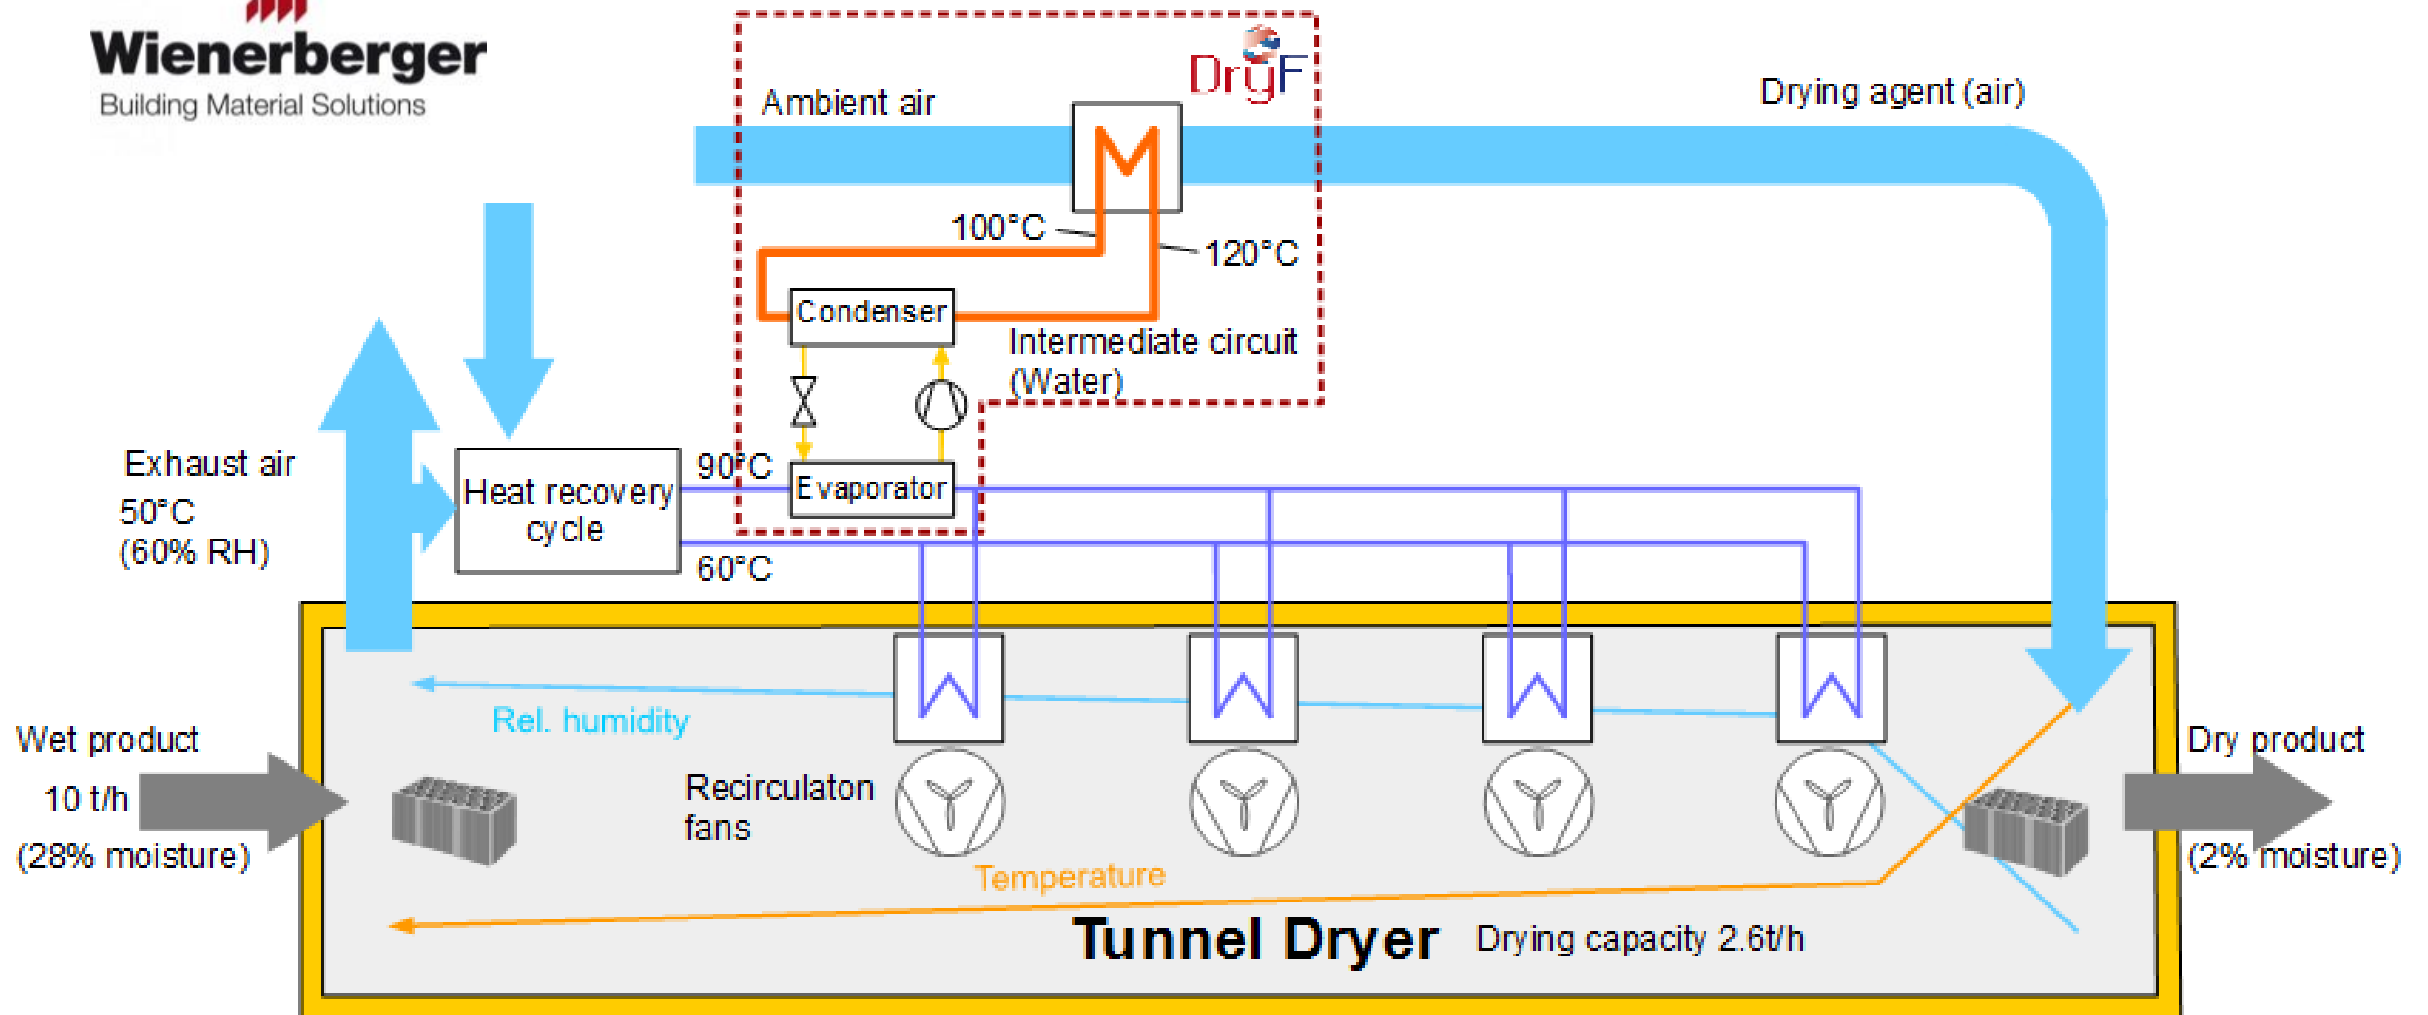 Wienerberger
Building Material Solutions
DryF
Ambient air
Drying agent (air)
100°C
120°C
Condenser
Intermediate circuit
(Water)
Exhaust air
50°C
(60% RH)
Heat recovery
cycle
90°C
Evaporator
60°C
Rel. humidity
Wet product
10 t/h
(28% moisture)
Recirculaton
fans
Dry product
(2% moisture)
Temperature
Tunnel Dryer
Drying capacity 2.6t/h